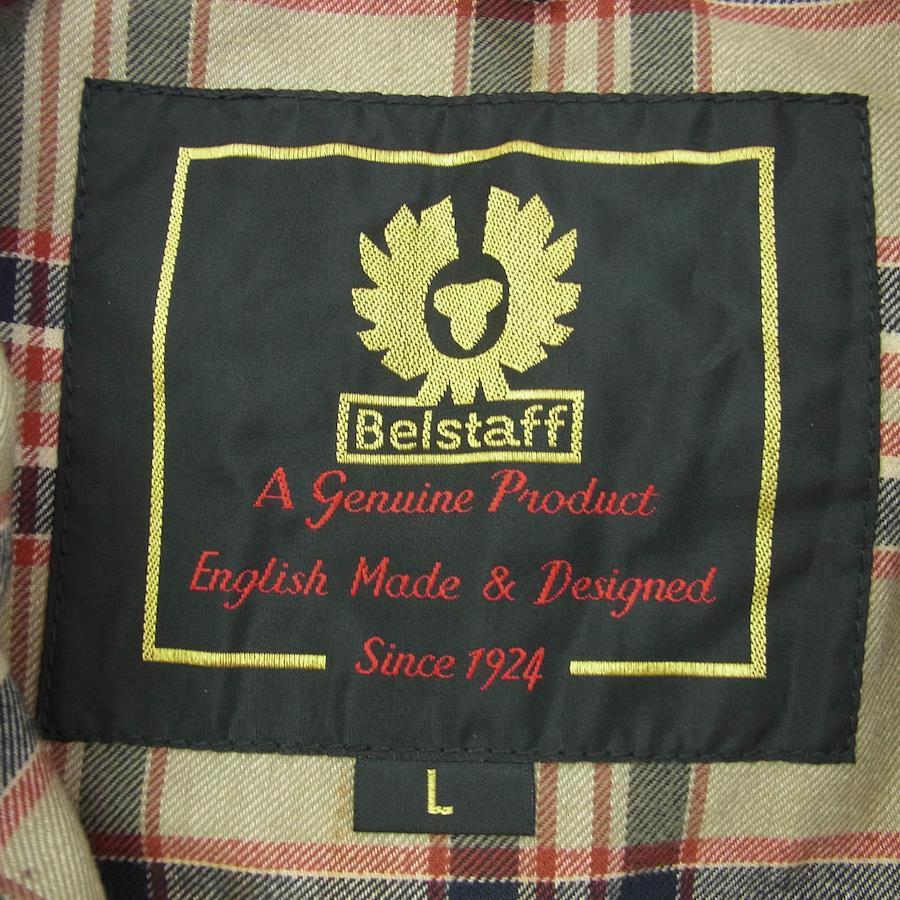 Belstaff
A Genuine Product
English Made & Designed
Since 1924
L